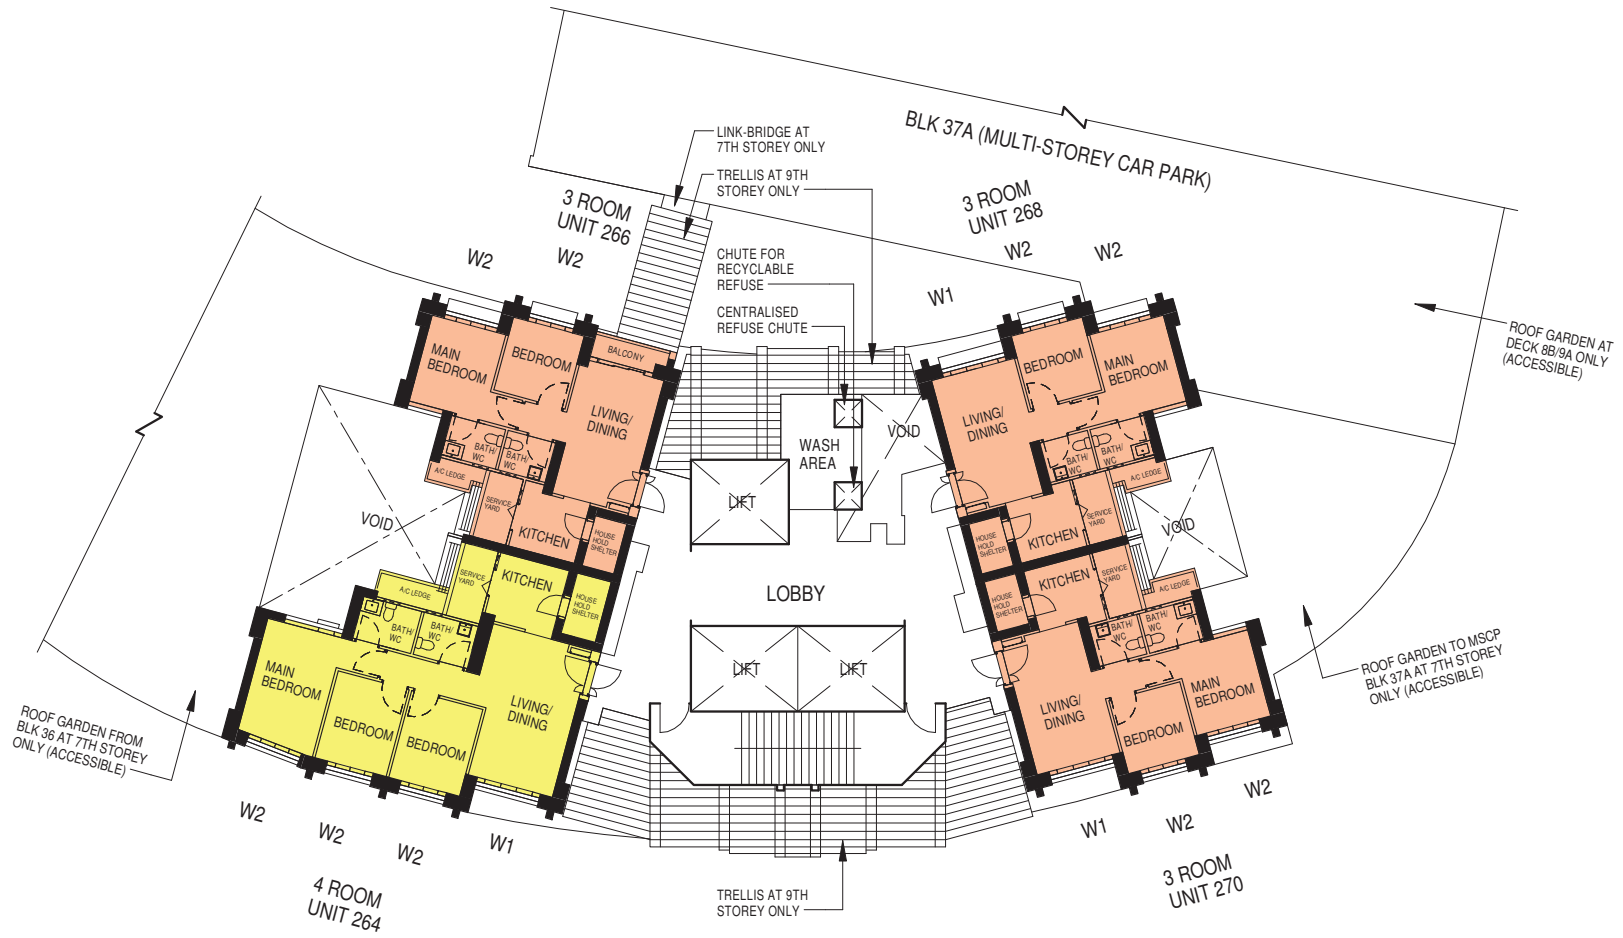 BLK 37A (MULTI-STOREY CAR PARK)
LINK-BRIDGE AT
7TH STOREY ONLY
TRELLIS AT 9TH
STOREY ONLY
3 ROOM
UNIT 266
W2
W2
3 ROOM
UNIT 268
W2
W2
W1
CHUTE FOR
RECYCLABLE
REFUSE
CENTRALISED
REFUSE CHUTE
ROOF GARDEN AT
DECK 8B/9A ONLY
(ACCESSIBLE)
MAIN
BEDROOM
BEDROOM
BALCONY
LIVING/
DINING
BATH/
WC
BATH/
WC
A/C LEDGE
SERVICE
YARD
KITCHEN
HOUSE
HOLD
SHELTER
VOID
WASH
AREA
VOID
LIFT
BEDROOM
MAIN
BEDROOM
LIVING/
DINING
BATH/
WC
BATH/
WC
A/C LEDGE
SERVICE
YARD
KITCHEN
HOUSE
HOLD
SHELTER
VOID
LOBBY
LIFT
LIFT
KITCHEN
SERVICE
YARD
HOUSE
HOLD
SHELTER
A/C LEDGE
BATH/
WC
BATH/
WC
MAIN
BEDROOM
BEDROOM
BEDROOM
LIVING/
DINING
KITCHEN
SERVICE
YARD
HOUSE
HOLD
SHELTER
A/C LEDGE
BATH/
WC
BATH/
WC
LIVING/
DINING
BEDROOM
MAIN
BEDROOM
ROOF GARDEN TO MSCP
BLK 37A AT 7TH STOREY
ONLY (ACCESSIBLE)
ROOF GARDEN FROM
BLK 36 AT 7TH STOREY
ONLY (ACCESSIBLE)
W2
W2
W2
W1
4 ROOM
UNIT 264
TRELLIS AT 9TH
STOREY ONLY
W1
W2
W2
3 ROOM
UNIT 270